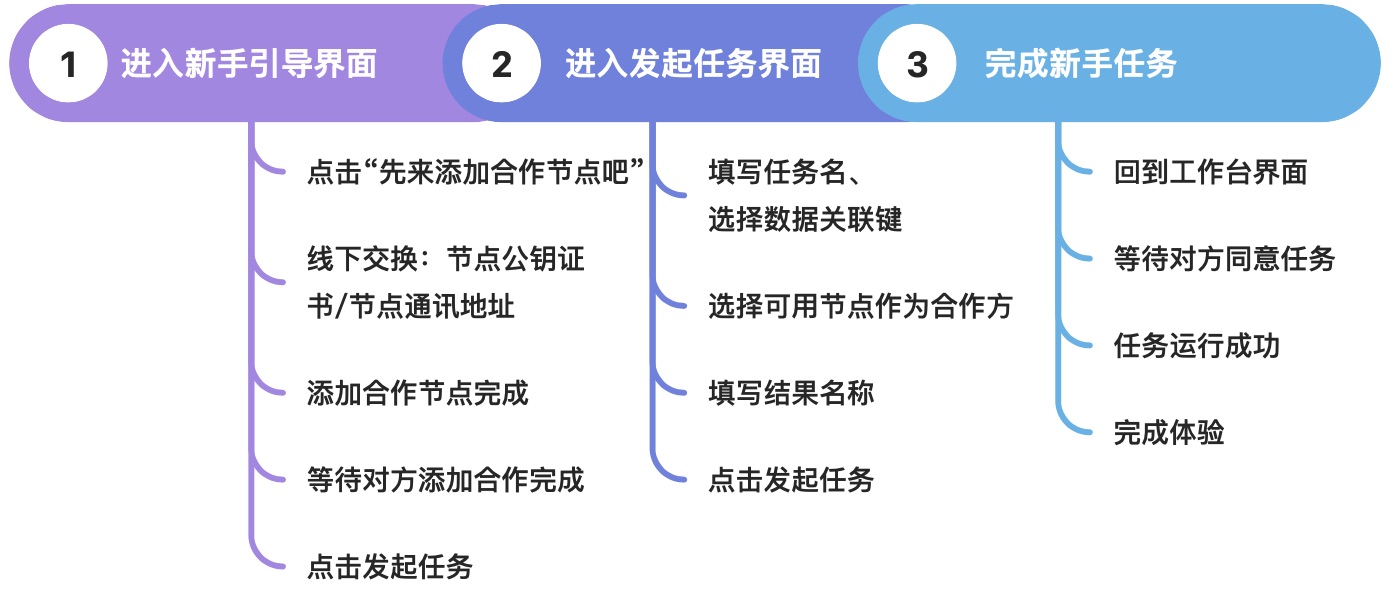 1 进入新手引导界面
点击“先来添加合作节点吧”
线下交换：节点公钥证
书/节点通讯地址
添加合作节点完成
等待对方添加合作完成
点击发起任务
2 进入发起任务界面
填写任务名、
选择数据关联键
选择可用节点作为合作方
填写结果名称
点击发起任务
3 完成新手任务
回到工作台界面
等待对方同意任务
任务运行成功
完成体验